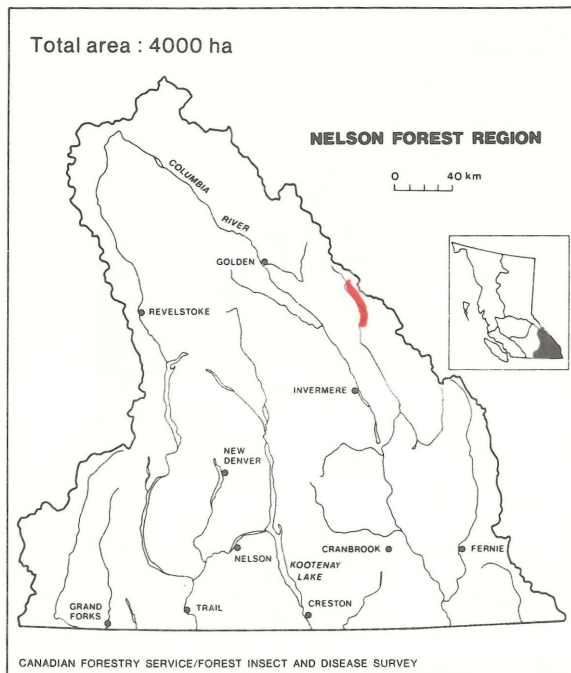 Total area : 4000 ha
NELSON FOREST REGION
0 40 km
COLUMBIA
RIVER
GOLDEN
REVELSTOKE
INVERMERE
NEW
DENVER
NELSON
KOOTENAY
LAKE
CRANBROOK
FERNIE
GRAND
FORKS
TRAIL
CRESTON
CANADIAN FORESTRY SERVICE/FOREST INSECT AND DISEASE SURVEY